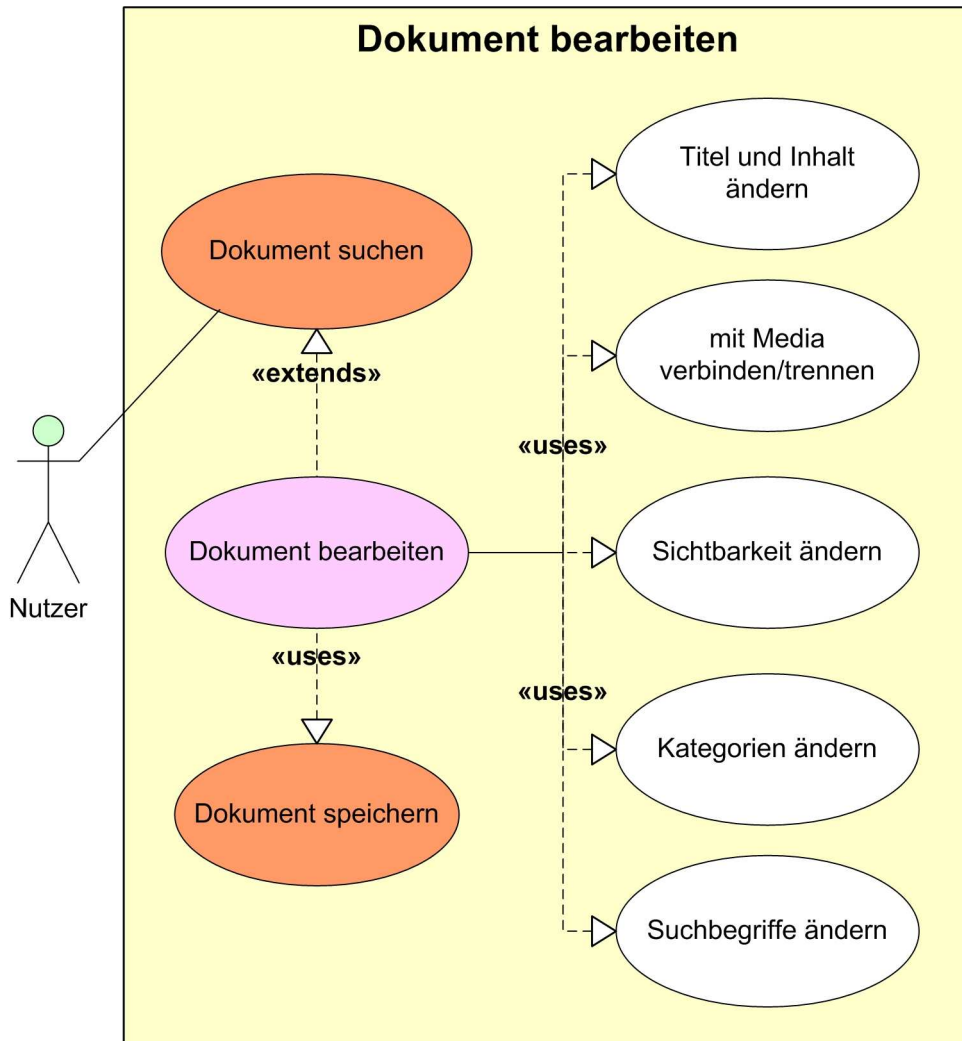 Dokument bearbeiten
Dokument suchen
«extends»
Dokument bearbeiten
«uses»
Dokument speichern
Nutzer
Titel und Inhalt
ändern
mit Media
verbinden/trennen
«uses»
Sichtbarkeit ändern
«uses»
Kategorien ändern
Suchbegriffe ändern